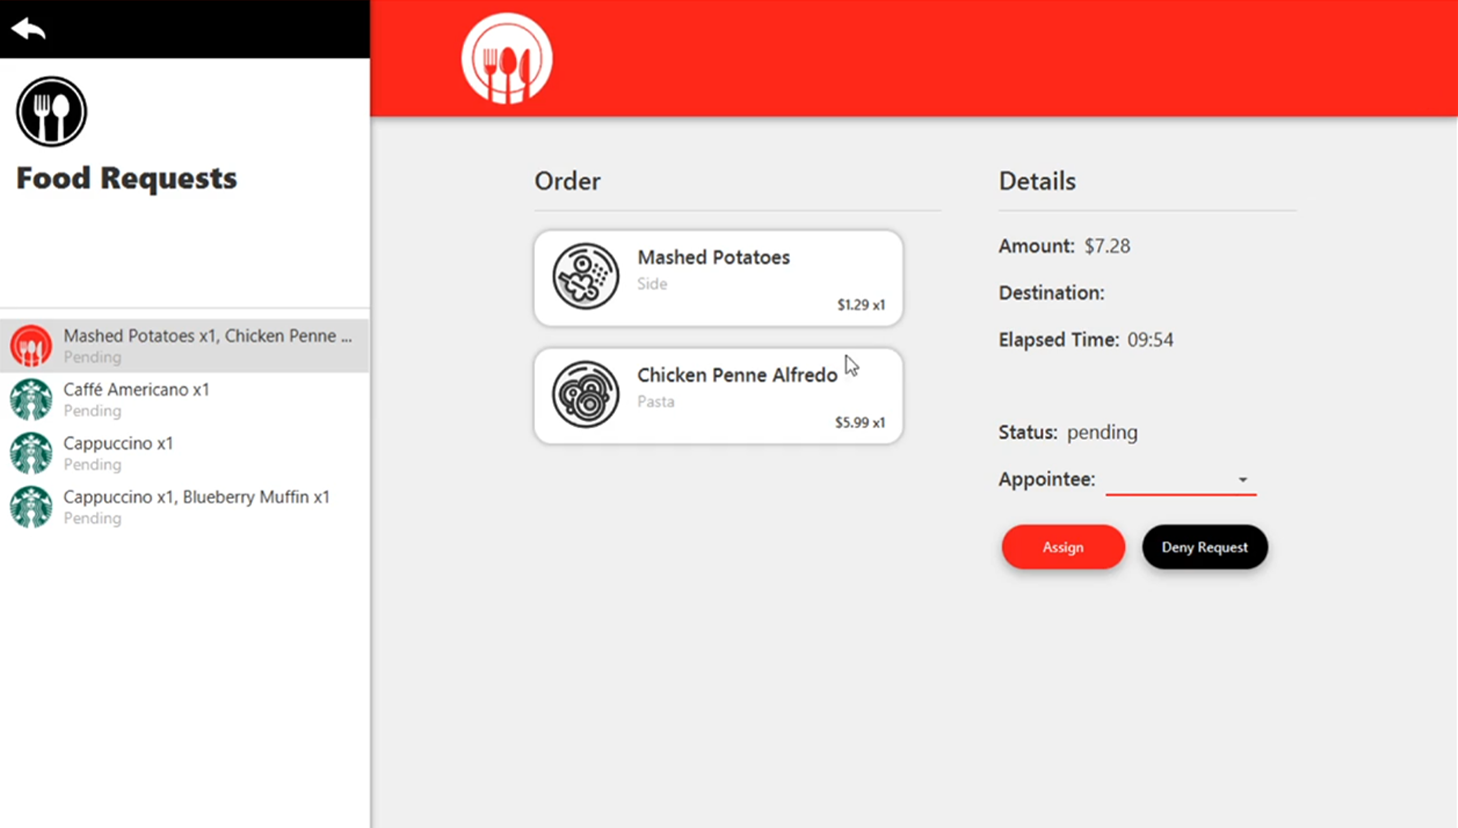 Food Requests
Mashed Potatoes x1, Chicken Penne ...
Pending
Caffé Americano x1
Pending
Cappuccino x1
Pending
Cappuccino x1, Blueberry Muffin x1
Pending
Order
Mashed Potatoes
Side
$1.29 x1
Chicken Penne Alfredo
Pasta
$5.99 x1
Details
Amount: $7.28
Destination:
Elapsed Time: 09:54
Status: pending
Appointee:
Assign
Deny Request